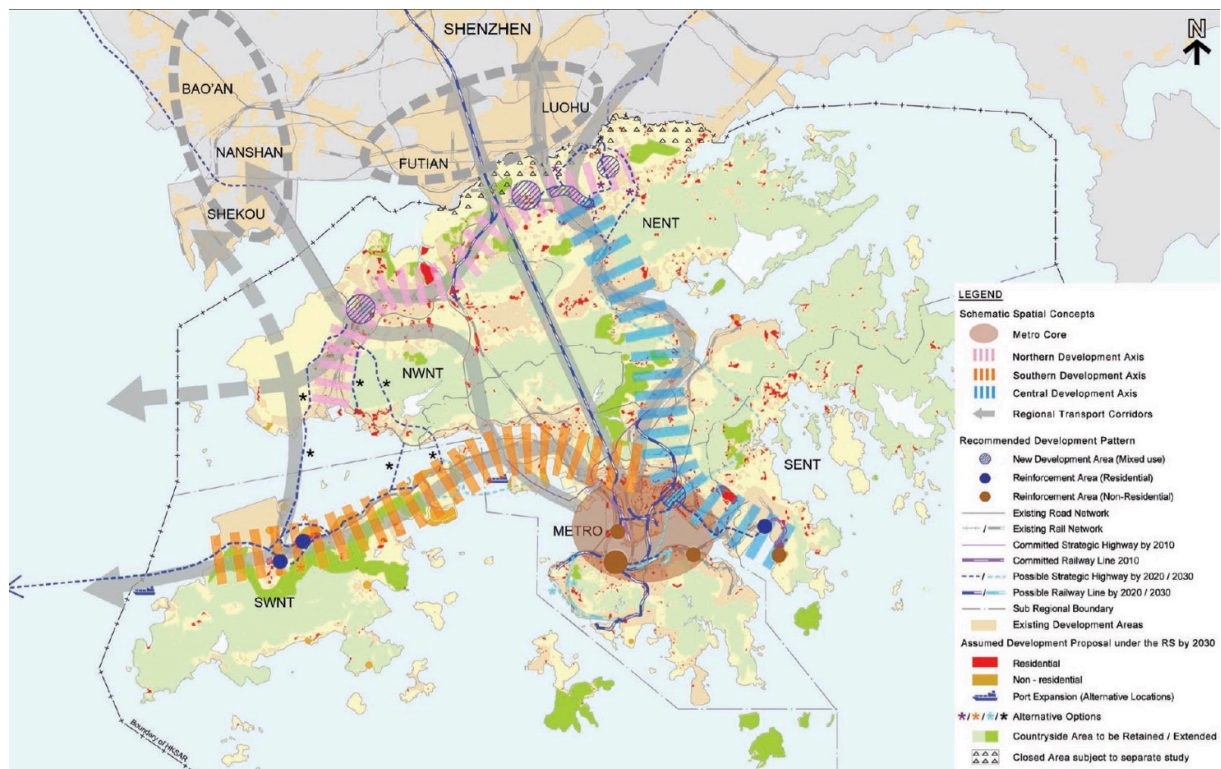 SHENZHEN
N
BAO'AN
LUOHU
NANSHAN
FUTIAN
SHEKOU
NENT
NWNT
SENT
METRO
SWNT
Boundary of HKSAR
LEGEND
Schematic Spatial Concepts
Metro Core
Northern Development Axis
Southern Development Axis
Central Development Axis
Regional Transport Corridors
Recommended Development Pattern
New Development Area (Mixed use)
Reinforcement Area (Residential)
Reinforcement Area (Non-Residential)
Existing Road Network
Existing Rail Network
Committed Strategic Highway by 2010
Committed Railway Line 2010
Possible Strategic Highway by 2020 / 2030
Possible Railway Line by 2020 / 2030
Sub Regional Boundary
Existing Development Areas
Assumed Development Proposal under the RS by 2030
Residential
Non - residential
Port Expansion (Alternative Locations)
*/*/*/* Alternative Options
Countryside Area to be Retained / Extended
Closed Area subject to separate study